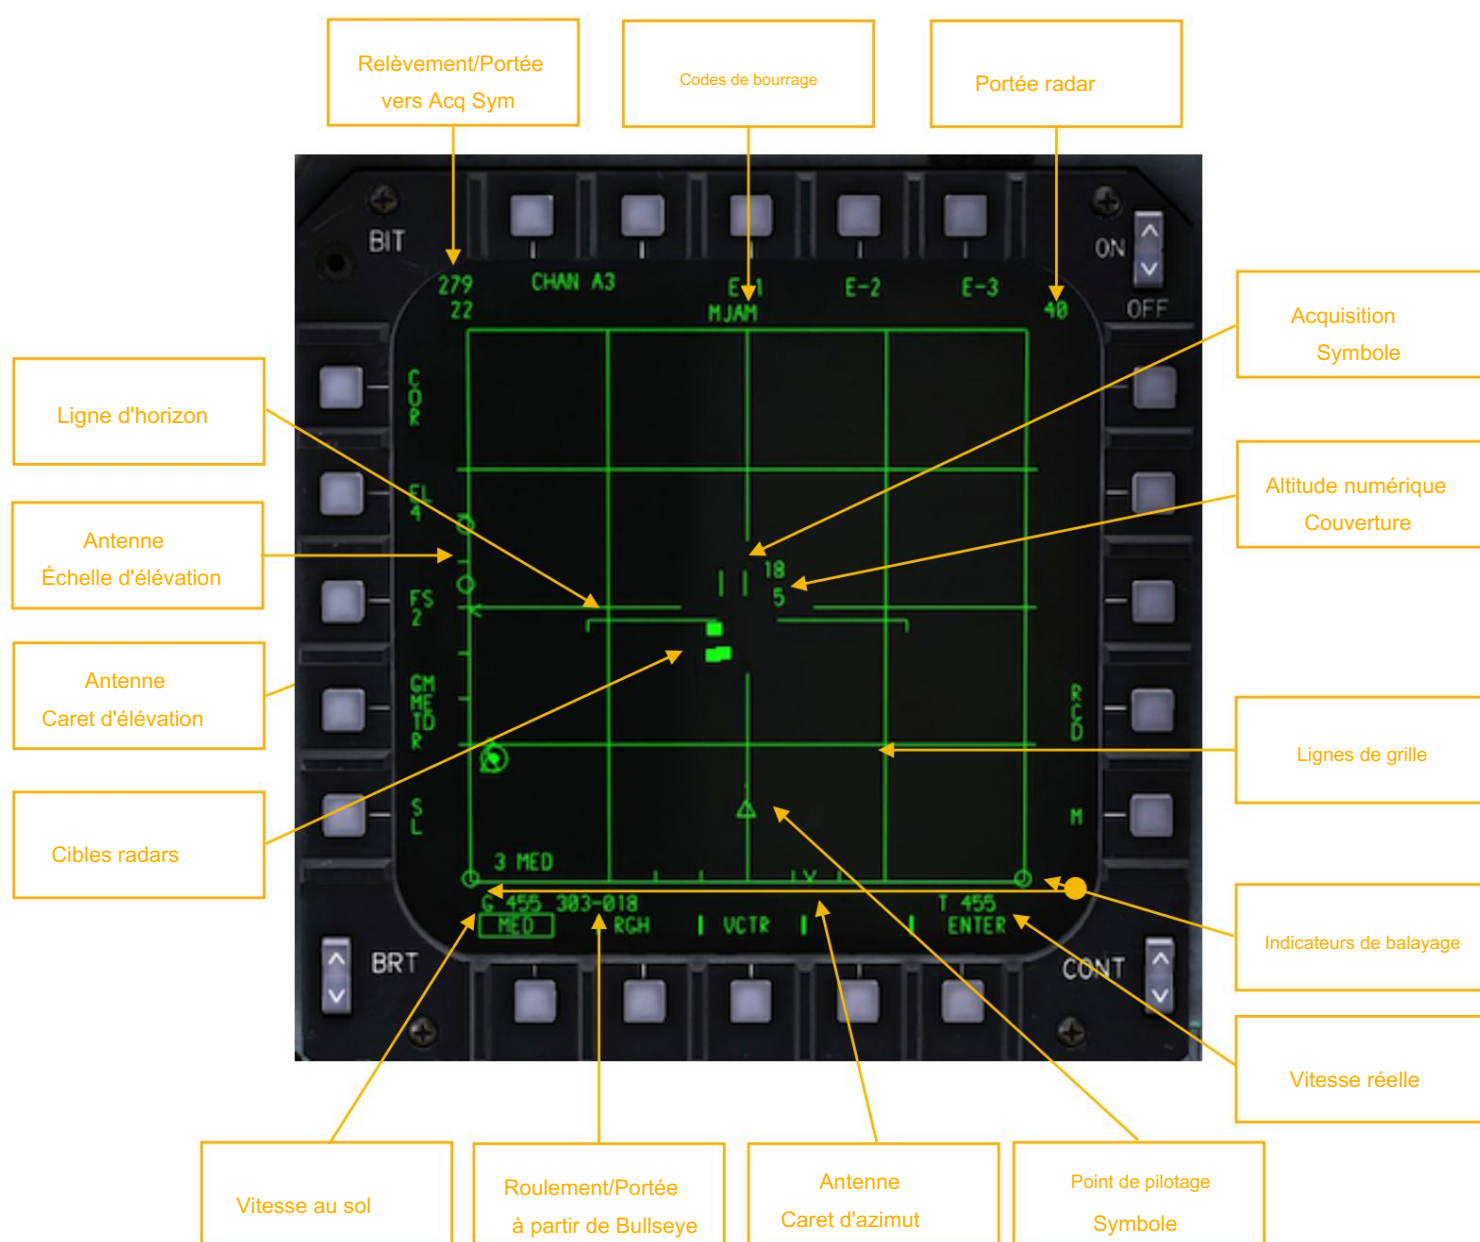 Relèvement/Portée
vers Acq Sym
Codes de bourrage
Portée radar
BIT
ON
OFF
279
22
CHAN A3
E-1
E-2
E-3
MJAM
40
Acquisition
Symbole
Ligne d'horizon
COR
EL
4
Altitude numérique
Couverture
Antenne
Échelle d'élévation
18
5
FS
2
Antenne
Caret d'élévation
GM
ME
TD
R
RCD
Lignes de grille
Cibles radars
SL
M
3 MED
G 455 303-018
T 455
MED
RGH
VCTR
ENTER
Indicateurs de balayage
BRT
CONT
Vitesse réelle
Vitesse au sol
Roulement/Portée
à partir de Bullseye
Antenne
Caret d'azimut
Point de pilotage
Symbole